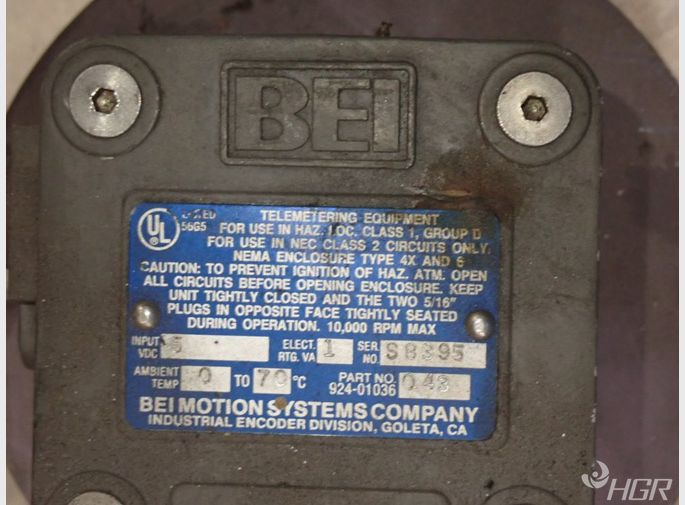 BEI
UL
56G5
TELEMETERING EQUIPMENT
FOR USE IN HAZ. LOC. CLASS 1, GROUP D
FOR USE IN NEC CLASS 2 CIRCUITS ONLY.
NEMA ENCLOSURE TYPE 4X AND 6
CAUTION: TO PREVENT IGNITION OF HAZ. ATM. OPEN
ALL CIRCUITS BEFORE OPENING ENCLOSURE. KEEP
UNIT TIGHTLY CLOSED AND THE TWO 5/16"
PLUGS IN OPPOSITE FACE TIGHTLY SEATED
DURING OPERATION. 10,000 RPM MAX
INPUT VDC 5 ELECT. RTG. VA 1 SER. NO. S8395
AMBIENT TEMP 0 TO 70 °C PART NO. 924-01036 043
BEI MOTION SYSTEMS COMPANY
INDUSTRIAL ENCODER DIVISION, GOLETA, CA
HGR